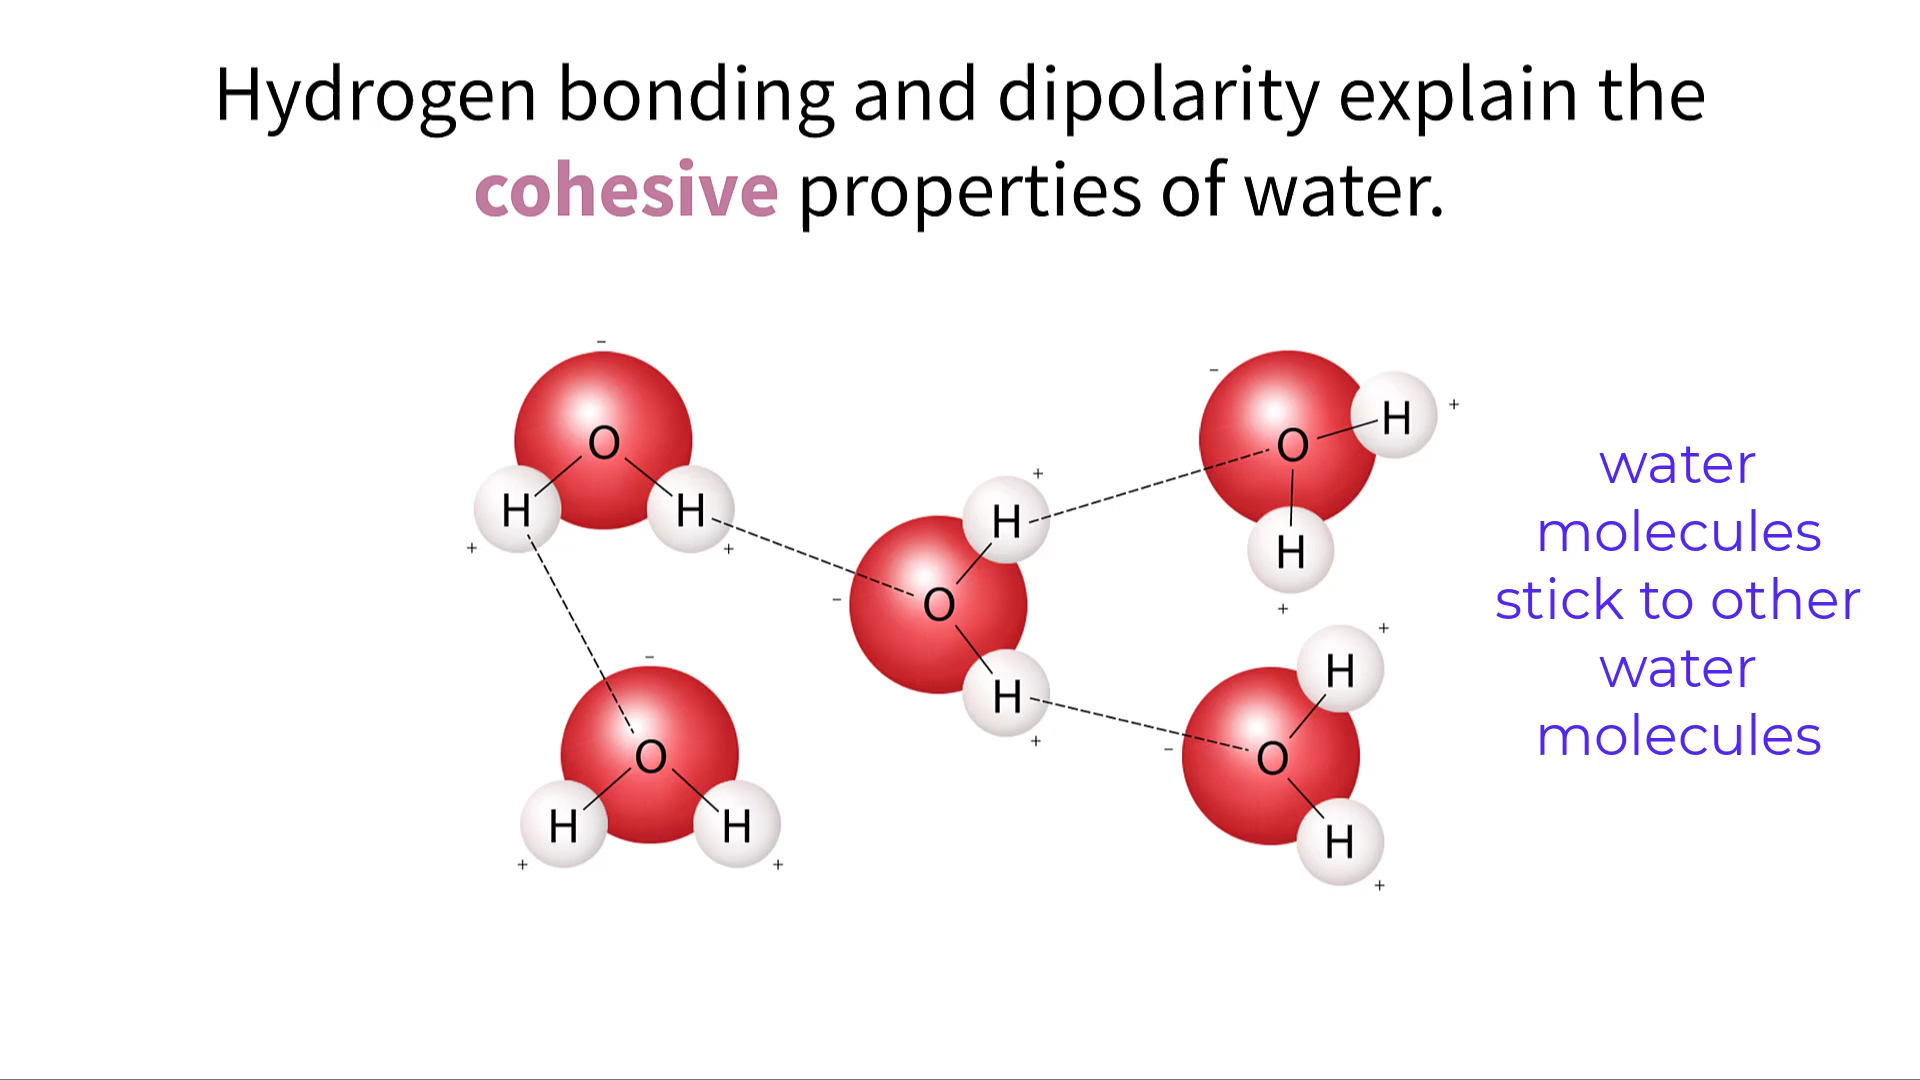 Hydrogen bonding and dipolarity explain the
cohesive properties of water.
-
O
H
H
+
+
-
O
H
H
+
+
-
O
H
+
H
+
-
O
H
+
H
+
-
O
H
+
H
+
water
molecules
stick to other
water
molecules